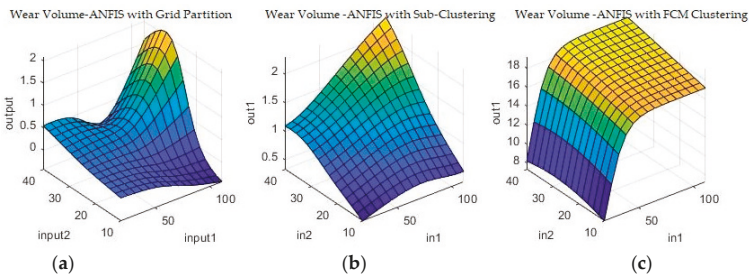 Wear Volume-ANFIS with Grid Partition
Wear Volume -ANFIS with Sub-Clustering
Wear Volume -ANFIS with FCM Clustering
output
2
1.5
1
0.5
0
40
30
20
10
input2
50
100
input1
out1
2
1.5
1
0.5
40
30
20
10
in2
50
100
in1
out1
18
16
14
12
10
8
40
30
20
10
in2
50
100
in1
(a)
(b)
(c)